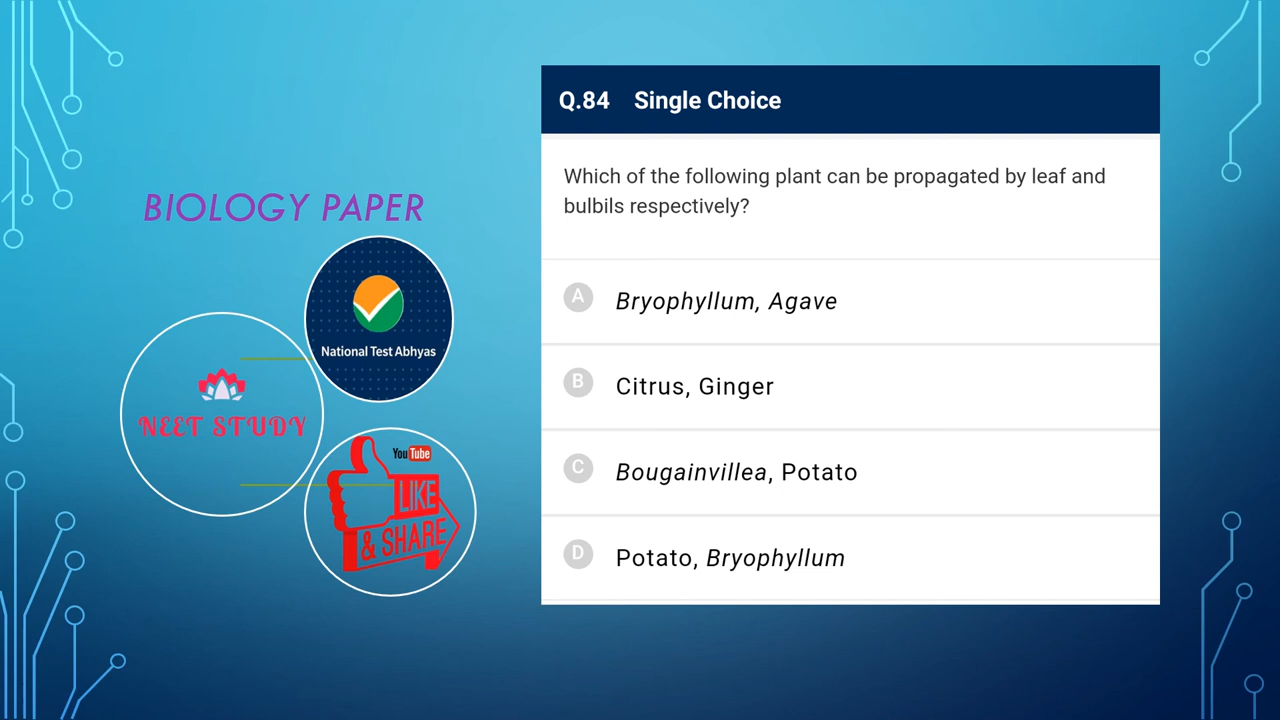 BIOLOGY PAPER
National Test Abhyas
NEET STUDY
YouTube
LIKE
& SHARE
Q.84 Single Choice
Which of the following plant can be propagated by leaf and
bulbils respectively?
A Bryophyllum, Agave
B Citrus, Ginger
C Bougainvillea, Potato
D Potato, Bryophyllum